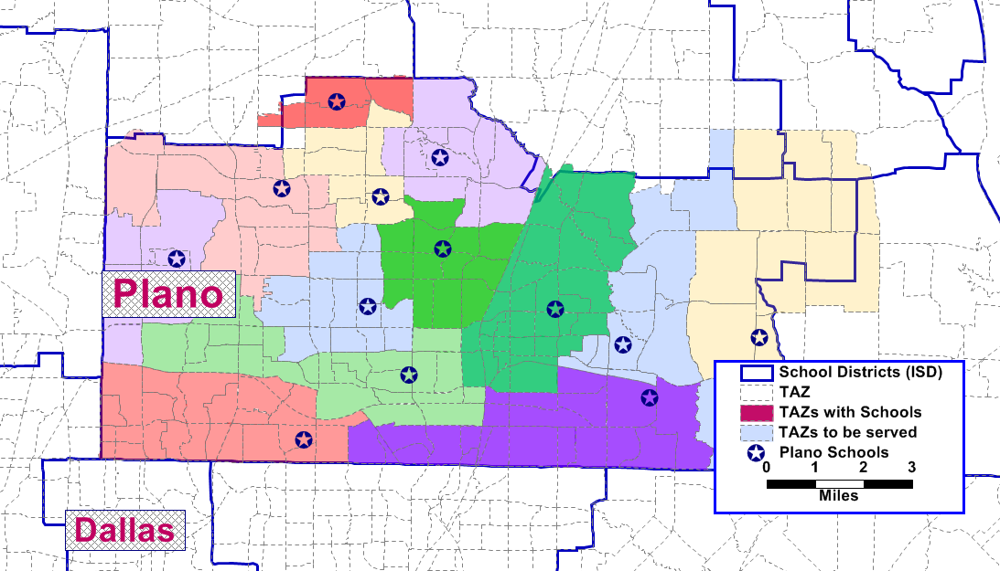 Plano
Dallas
School Districts (ISD)
TAZ
TAZs with Schools
TAZs to be served
Plano Schools
0 1 2 3
Miles